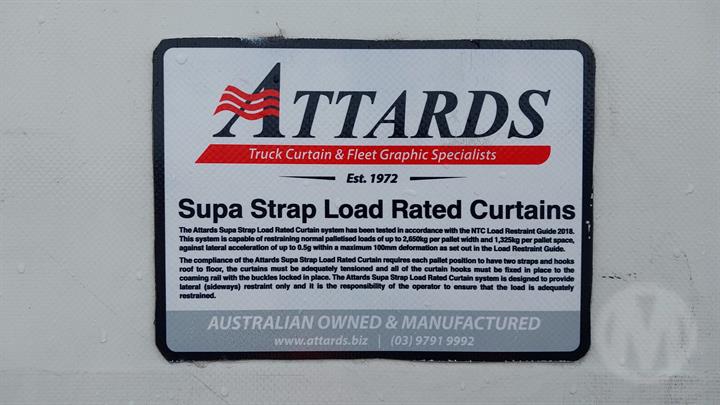 ATTARDS
Truck Curtain & Fleet Graphic Specialists
Est. 1972
Supa Strap Load Rated Curtains
The Attards Supa Strap Load Rated Curtain system has been tested in accordance with the NTC Load Restraint Guide 2018.
This system is capable of restraining normal palletised loads of up to 2,650kg per pallet width and 1,325kg per pallet space,
against lateral acceleration of up to 0.5g within a maximum 100mm deformation as set out in the Load Restraint Guide.
The compliance of the Attards Supa Strap Load Rated Curtain requires each pallet position to have two straps and hooks
roof to floor, the curtains must be adequately tensioned and all of the curtain hooks must be fixed in place to the
coaming rail with the buckles locked in place. The Attards Supa Strap Load Rated Curtain system is designed to provide
lateral (sideways) restraint only and it is the responsibility of the operator to ensure that the load is adequately
restrained.
AUSTRALIAN OWNED & MANUFACTURED
www.attards.biz | (03) 9791 9992
M